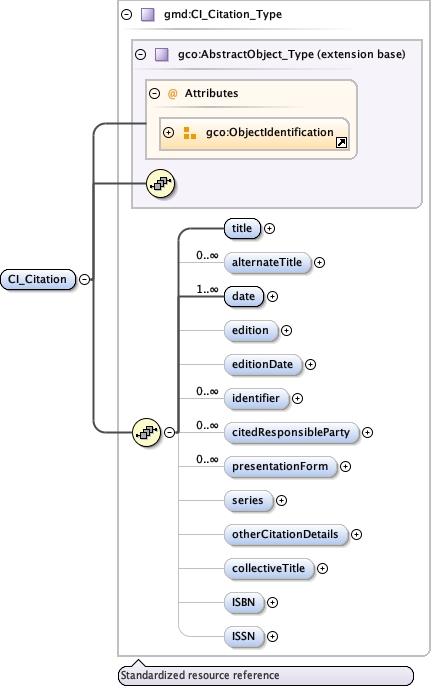 gmd:CI_Citation_Type
gco:AbstractObject_Type (extension base)
@ Attributes
gco:ObjectIdentification
CI_Citation
title
0..∞ alternateTitle
1..∞ date
edition
editionDate
0..∞ identifier
0..∞ citedResponsibleParty
0..∞ presentationForm
series
otherCitationDetails
collectiveTitle
ISBN
ISSN
Standardized resource reference